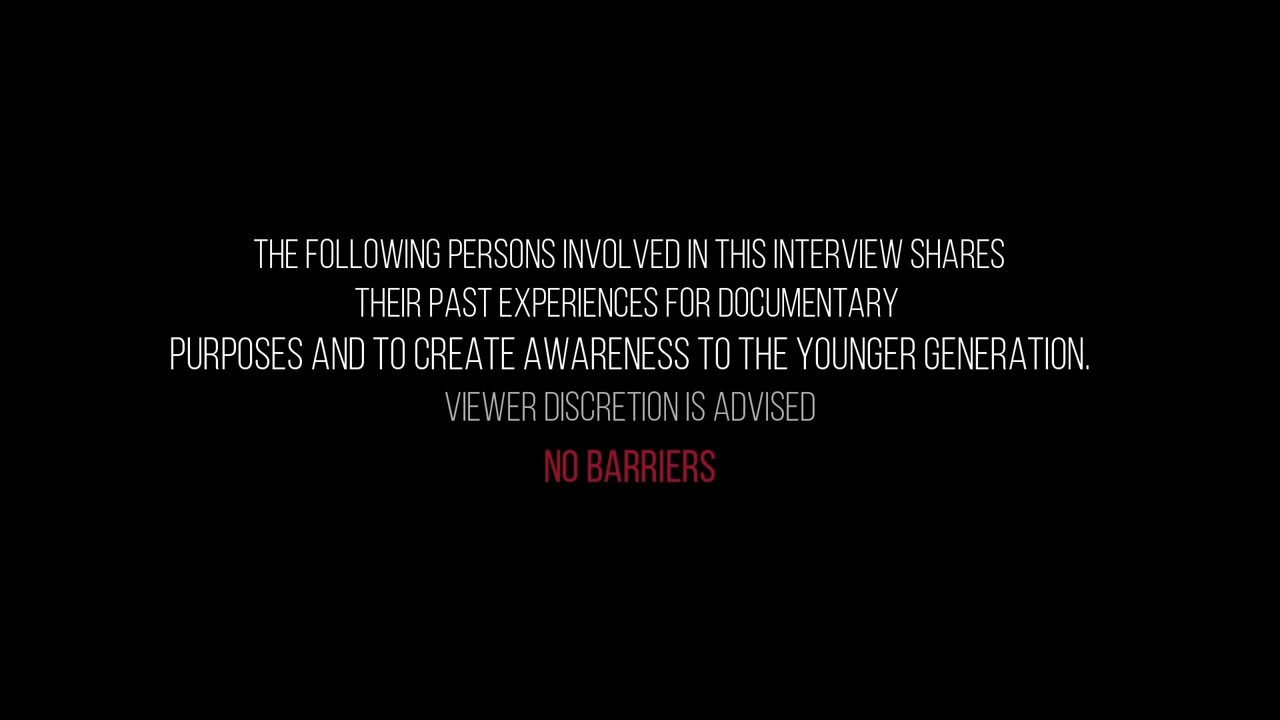 THE FOLLOWING PERSONS INVOLVED IN THIS INTERVIEW SHARES
THEIR PAST EXPERIENCES FOR DOCUMENTARY
PURPOSES AND TO CREATE AWARENESS TO THE YOUNGER GENERATION.
VIEWER DISCRETION IS ADVISED
NO BARRIERS